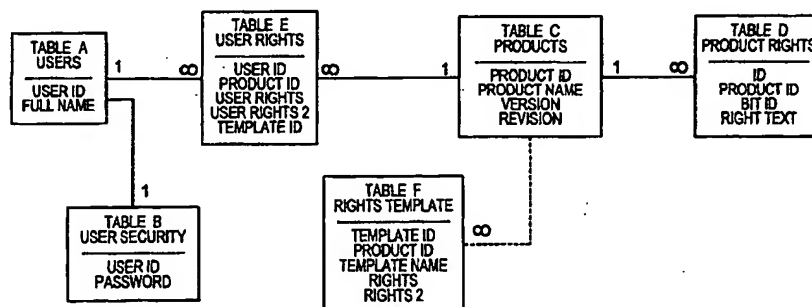 TABLE A
USERS
USER ID
FULL NAME
1
∞
TABLE E
USER RIGHTS
USER ID
PRODUCT ID
USER RIGHTS
USER RIGHTS 2
TEMPLATE ID
∞
1
TABLE C
PRODUCTS
PRODUCT ID
PRODUCT NAME
VERSION
REVISION
1
∞
TABLE D
PRODUCT RIGHTS
ID
PRODUCT ID
BIT ID
RIGHT TEXT
1
TABLE B
USER SECURITY
USER ID
PASSWORD
TABLE F
RIGHTS TEMPLATE
TEMPLATE ID
PRODUCT ID
TEMPLATE NAME
RIGHTS
RIGHTS 2
∞